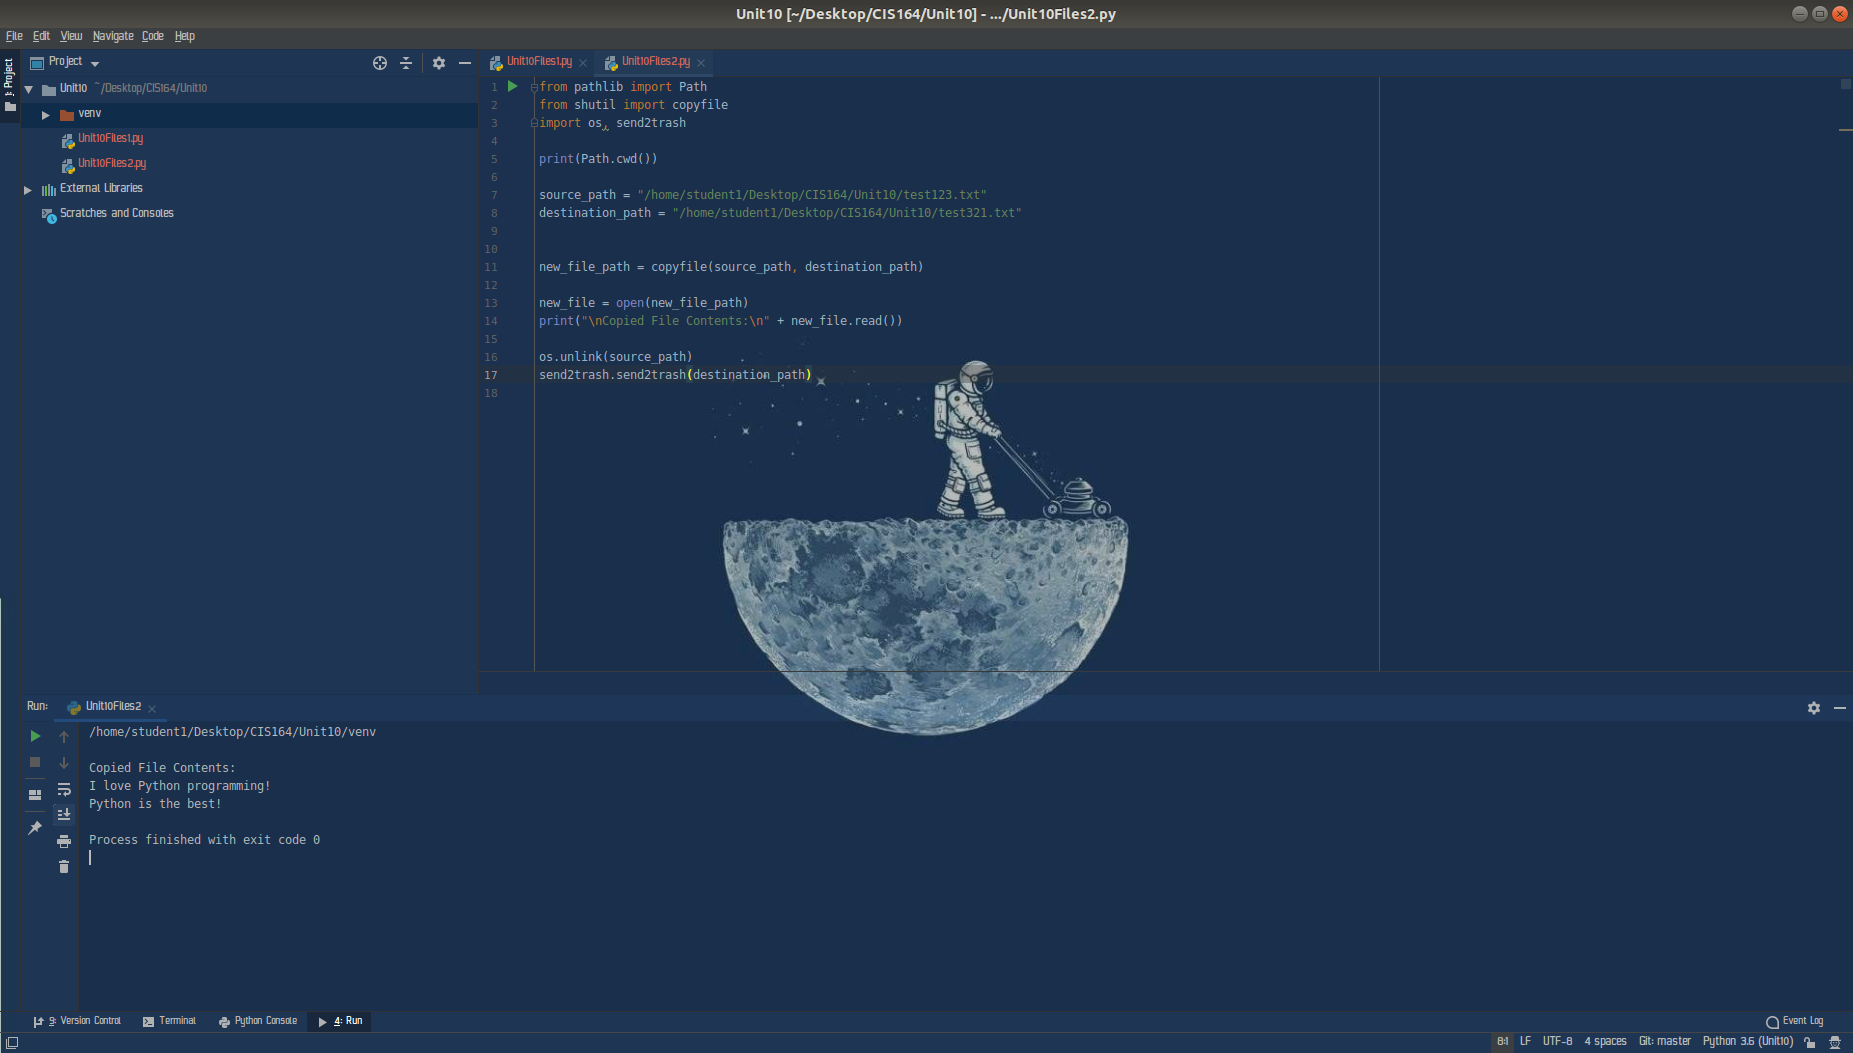 Unit10 [~/Desktop/CIS164/Unit10] - .../Unit10Files2.py
File Edit View Navigate Code Help
1: Project
Project
Unit10 ~/Desktop/CIS164/Unit10
venv
Unit10Files1.py
Unit10Files2.py
External Libraries
Scratches and Consoles
Unit10Files1.py Unit10Files2.py
1 from pathlib import Path
2 from shutil import copyfile
3 import os, send2trash
4
5 print(Path.cwd())
6
7 source_path = "/home/student1/Desktop/CIS164/Unit10/test123.txt"
8 destination_path = "/home/student1/Desktop/CIS164/Unit10/test321.txt"
9
10
11 new_file_path = copyfile(source_path, destination_path)
12
13 new_file = open(new_file_path)
14 print("\nCopied File Contents:\n" + new_file.read())
15
16 os.unlink(source_path)
17 send2trash.send2trash(destination_path)
18
Run: Unit10Files2
/home/student1/Desktop/CIS164/Unit10/venv
Copied File Contents:
I love Python programming!
Python is the best!
Process finished with exit code 0
9: Version Control Terminal Python Console 4: Run Event Log
8:1 LF UTF-8 4 spaces Git: master Python 3.6 (Unit10)